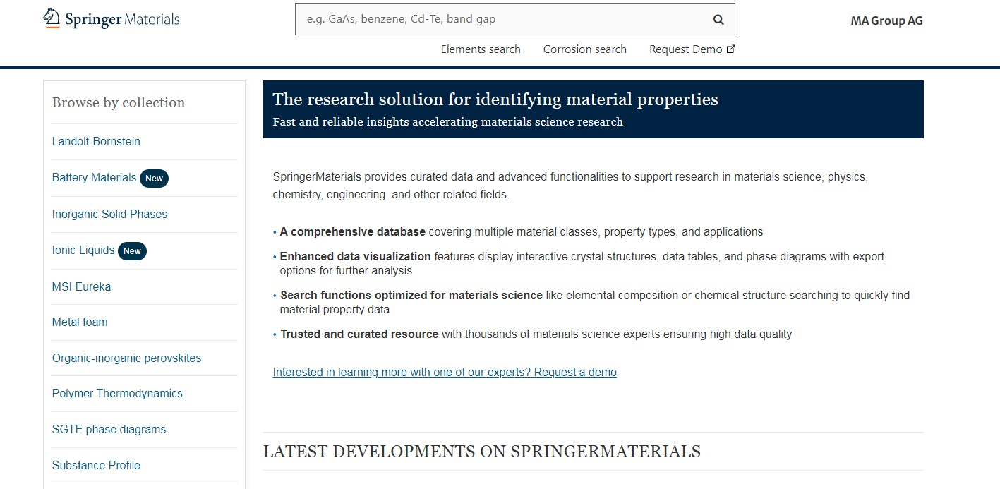 Springer Materials
e.g. GaAs, benzene, Cd-Te, band gap
MA Group AG
Elements search
Corrosion search
Request Demo
Browse by collection
Landolt-Börnstein
Battery Materials New
Inorganic Solid Phases
Ionic Liquids New
MSI Eureka
Metal foam
Organic-inorganic perovskites
Polymer Thermodynamics
SGTE phase diagrams
Substance Profile
The research solution for identifying material properties
Fast and reliable insights accelerating materials science research
SpringerMaterials provides curated data and advanced functionalities to support research in materials science, physics,
chemistry, engineering, and other related fields.
• A comprehensive database covering multiple material classes, property types, and applications
• Enhanced data visualization features display interactive crystal structures, data tables, and phase diagrams with export
options for further analysis
• Search functions optimized for materials science like elemental composition or chemical structure searching to quickly find
material property data
• Trusted and curated resource with thousands of materials science experts ensuring high data quality
Interested in learning more with one of our experts? Request a demo
LATEST DEVELOPMENTS ON SPRINGERMATERIALS